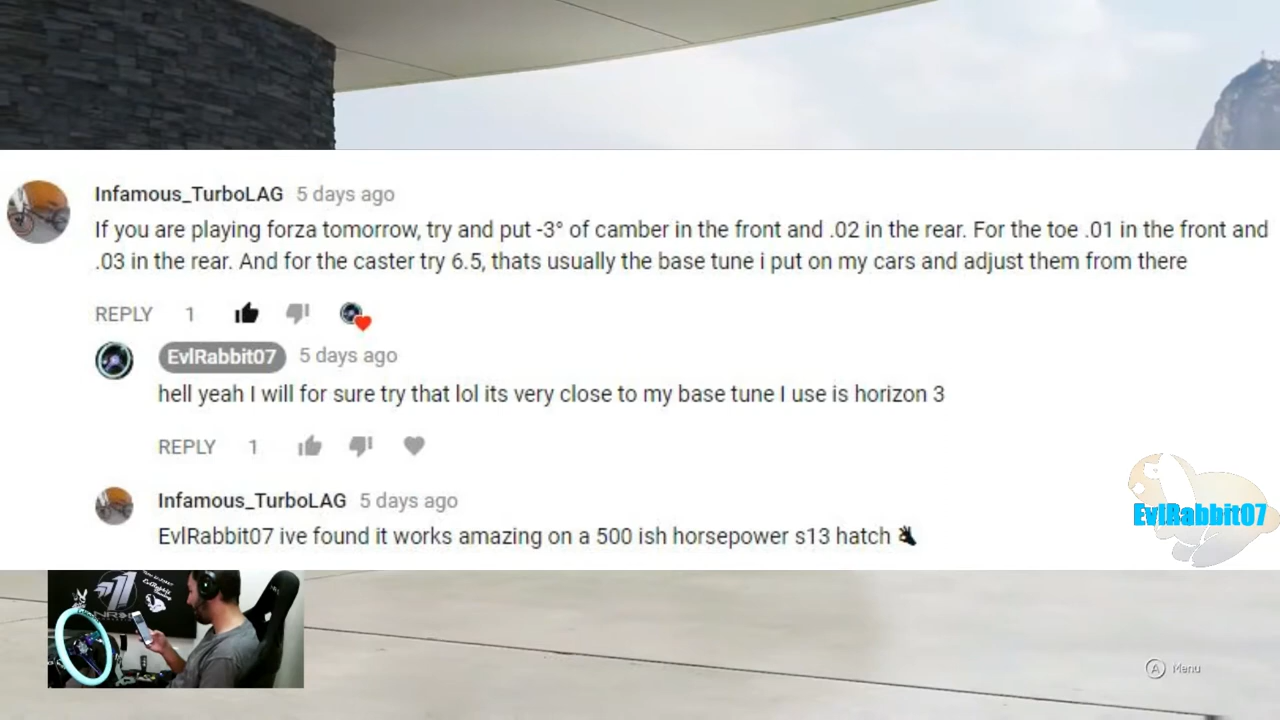 Infamous_TurboLAG 5 days ago
If you are playing forza tomorrow, try and put -3° of camber in the front and .02 in the rear. For the toe .01 in the front and
.03 in the rear. And for the caster try 6.5, thats usually the base tune i put on my cars and adjust them from there
REPLY 1
EvlRabbit07 5 days ago
hell yeah I will for sure try that lol its very close to my base tune I use is horizon 3
REPLY 1
Infamous_TurboLAG 5 days ago
EvlRabbit07 ive found it works amazing on a 500 ish horsepower s13 hatch
EvlRabbit07
A Menu